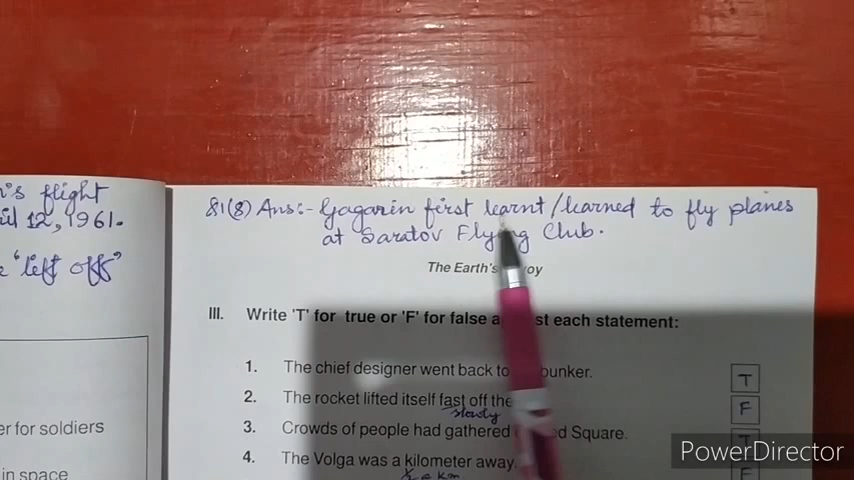 n's flight
il 12, 1961.
"left off"
er for soldiers
in space
81(8) Ans:- Gagarin first learnt/learned to fly planes
at Saratov Flying Club.
The Earth's oy
III. Write 'T' for true or 'F' for false st each statement:
1. The chief designer went back to unker. T
2. The rocket lifted itself fast off the F
slowly
3. Crowds of people had gathered d Square. T
4. The Volga was a kilometer away. F
PowerDirector